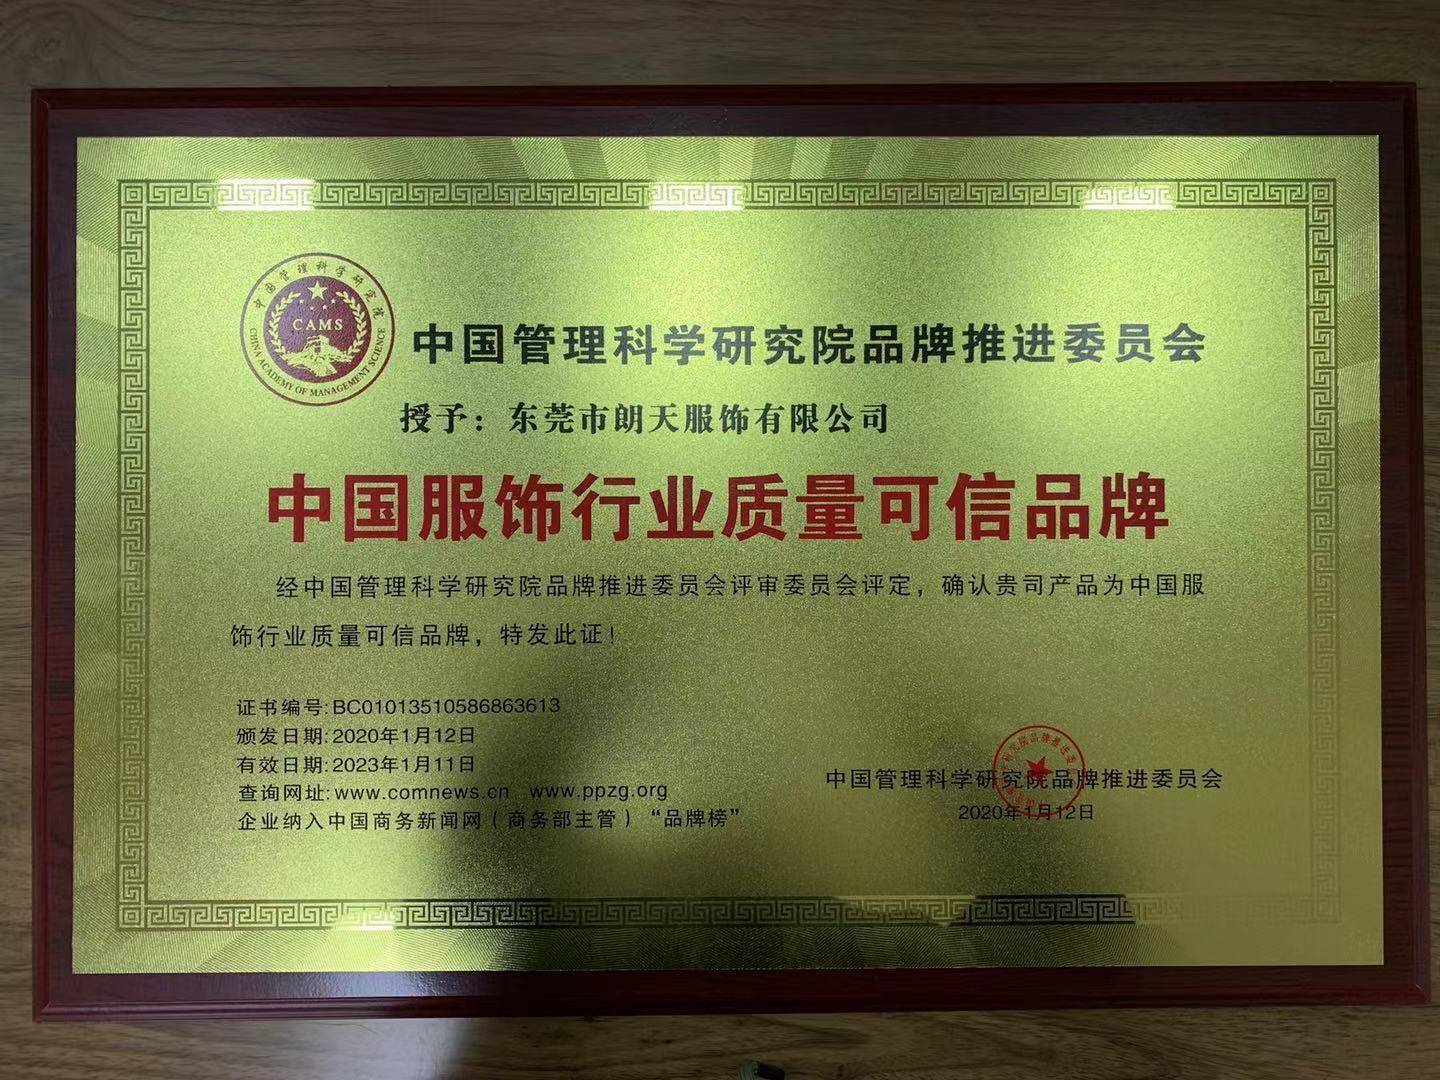 中国管理科学研究院
CAMS
CHINA ACADEMY OF MANAGEMENT SCIENCE
中国管理科学研究院品牌推进委员会
授予：东莞市朗天服饰有限公司
中国服饰行业质量可信品牌
经中国管理科学研究院品牌推进委员会评审委员会评定，确认贵司产品为中国服
饰行业质量可信品牌，特发此证！
证书编号:BC01013510586863613
颁发日期:2020年1月12日
有效日期:2023年1月11日
查询网址:www.comnews.cn www.ppzg.org
企业纳入中国商务新闻网（商务部主管）“品牌榜”
中国管理科学研究院品牌推进委员会
2020年1月12日